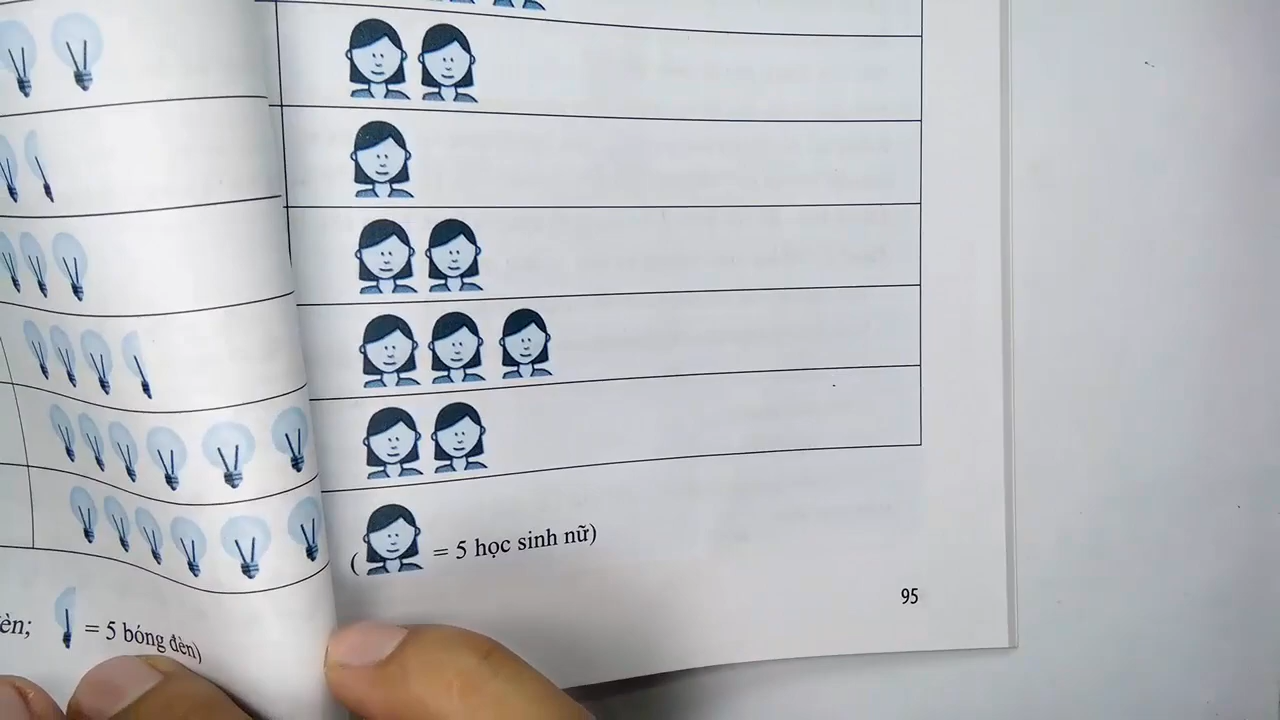 èn; = 5 bóng đèn)
( = 5 học sinh nữ)
95